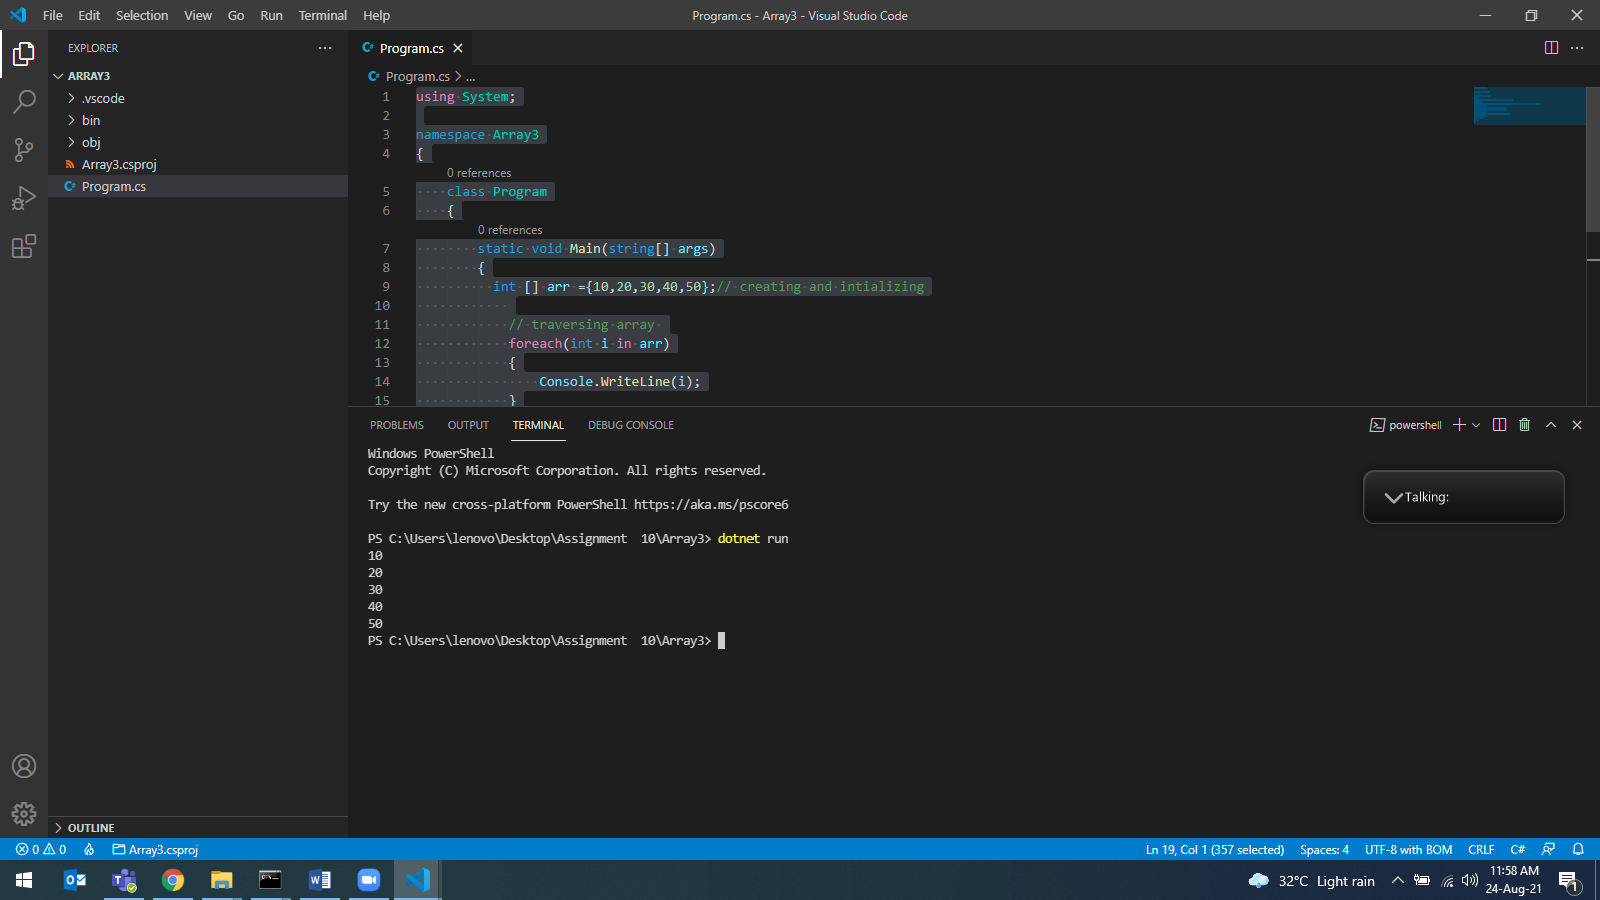 File Edit Selection View Go Run Terminal Help
Program.cs - Array3 - Visual Studio Code
EXPLORER
ARRAY3
.vscode
bin
obj
Array3.csproj
C# Program.cs
C# Program.cs
C# Program.cs > ...
1 using System;
2
3 namespace Array3
4 {
0 references
5 class Program
6 {
0 references
7 static void Main(string[] args)
8 {
9 int [] arr ={10,20,30,40,50};// creating and intializing
10
11 // traversing array
12 foreach(int i in arr)
13 {
14 Console.WriteLine(i);
15 }
PROBLEMS OUTPUT TERMINAL DEBUG CONSOLE
powershell
Windows PowerShell
Copyright (C) Microsoft Corporation. All rights reserved.
Try the new cross-platform PowerShell https://aka.ms/pscore6
PS C:\Users\lenovo\Desktop\Assignment  10\Array3> dotnet run
10
20
30
40
50
PS C:\Users\lenovo\Desktop\Assignment  10\Array3>
Talking:
OUTLINE
0 0 Array3.csproj
Ln 19, Col 1 (357 selected) Spaces: 4 UTF-8 with BOM CRLF C#
32°C Light rain
11:58 AM
24-Aug-21
1